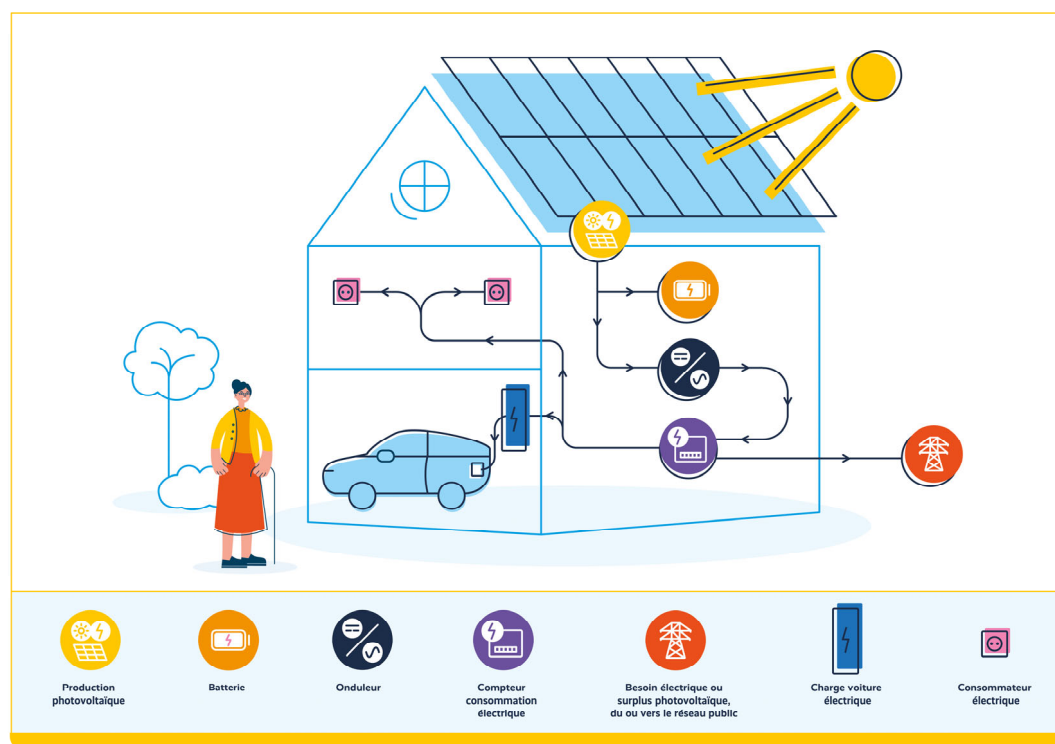 Production
photovoltaïque
Batterie
Onduleur
Compteur
consommation
électrique
Besoin électrique ou
surplus photovoltaïque,
du ou vers le réseau public
Charge voiture
électrique
Consommateur
électrique